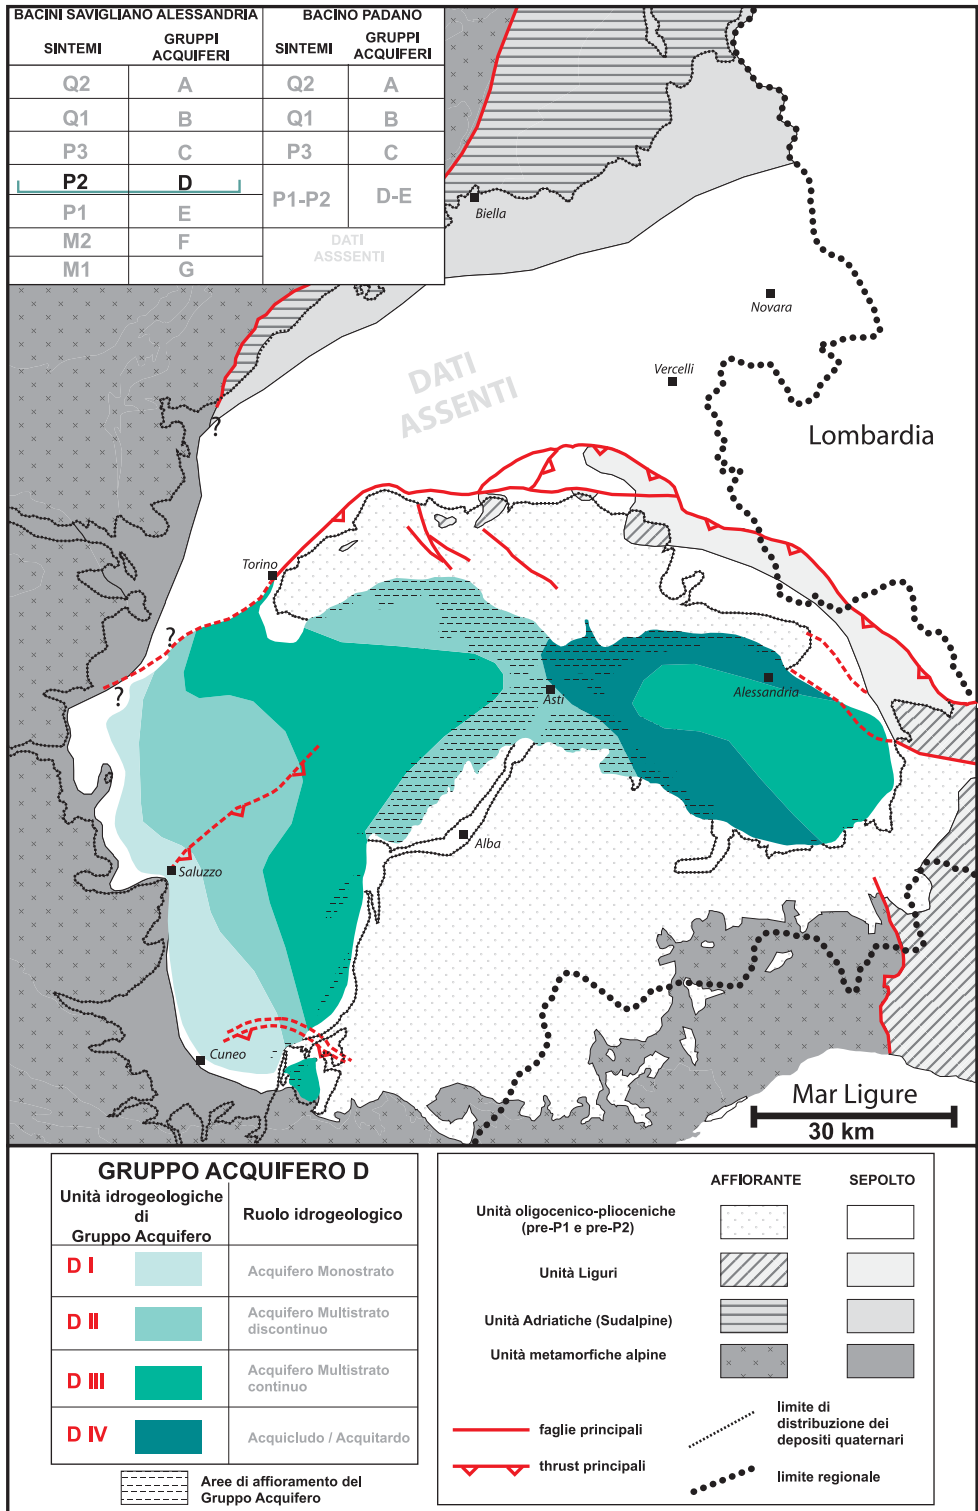 BACINI SAVIGLIANO ALESSANDRIA
BACINO PADANO
SINTEMI
GRUPPI
ACQUIFERI
SINTEMI
GRUPPI
ACQUIFERI
Q2 A Q2 A
Q1 B Q1 B
P3 C P3 C
P2 D
P1-P2 D-E
P1 E
M2 F
DATI
ASSSENTI
M1 G
Biella
Novara
Vercelli
DATI
ASSENTI
Lombardia
?
Torino
?
?
Asti
Alessandria
Alba
Saluzzo
Cuneo
Mar Ligure
30 km
GRUPPO ACQUIFERO D
Unità idrogeologiche
di
Gruppo Acquifero
Ruolo idrogeologico
D I
Acquifero Monostrato
D II
Acquifero Multistrato
discontinuo
D III
Acquifero Multistrato
continuo
D IV
Acquicludo / Acquitardo
Aree di affioramento del
Gruppo Acquifero
AFFIORANTE
SEPOLTO
Unità oligocenico-plioceniche
(pre-P1 e pre-P2)
Unità Liguri
Unità Adriatiche (Sudalpine)
Unità metamorfiche alpine
faglie principali
thrust principali
limite di
distribuzione dei
depositi quaternari
limite regionale